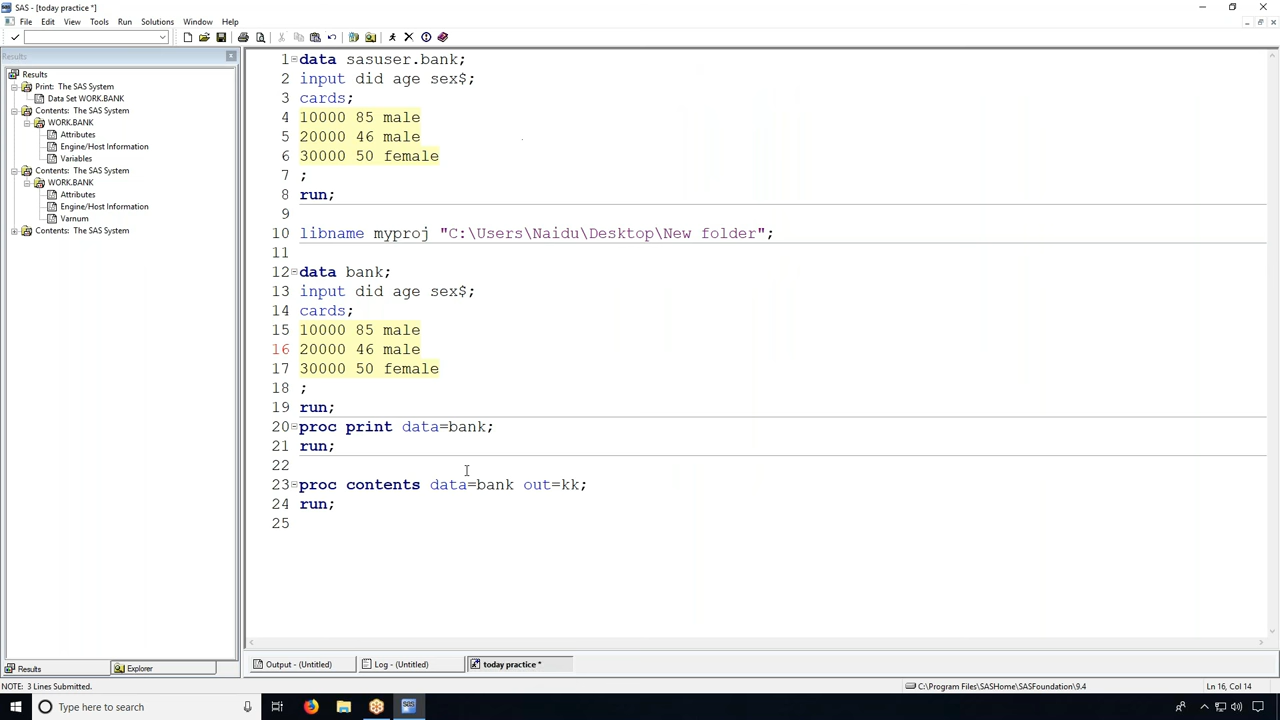 SAS - [today practice *]
File Edit View Tools Run Solutions Window Help
Results
Results
Print: The SAS System
Data Set WORK.BANK
Contents: The SAS System
WORK.BANK
Attributes
Engine/Host Information
Variables
Contents: The SAS System
WORK.BANK
Attributes
Engine/Host Information
Varnum
Contents: The SAS System
1 data sasuser.bank;
2 input did age sex$;
3 cards;
4 10000 85 male
5 20000 46 male
6 30000 50 female
7 ;
8 run;
9
10 libname myproj "C:\Users\Naidu\Desktop\New folder";
11
12 data bank;
13 input did age sex$;
14 cards;
15 10000 85 male
16 20000 46 male
17 30000 50 female
18 ;
19 run;
20 proc print data=bank;
21 run;
22
23 proc contents data=bank out=kk;
24 run;
25
Results Explorer
Output - (Untitled) Log - (Untitled) today practice *
NOTE: 3 Lines Submitted. C:\Program Files\SASHome\SASFoundation\9.4 Ln 16, Col 14
Type here to search
SAS